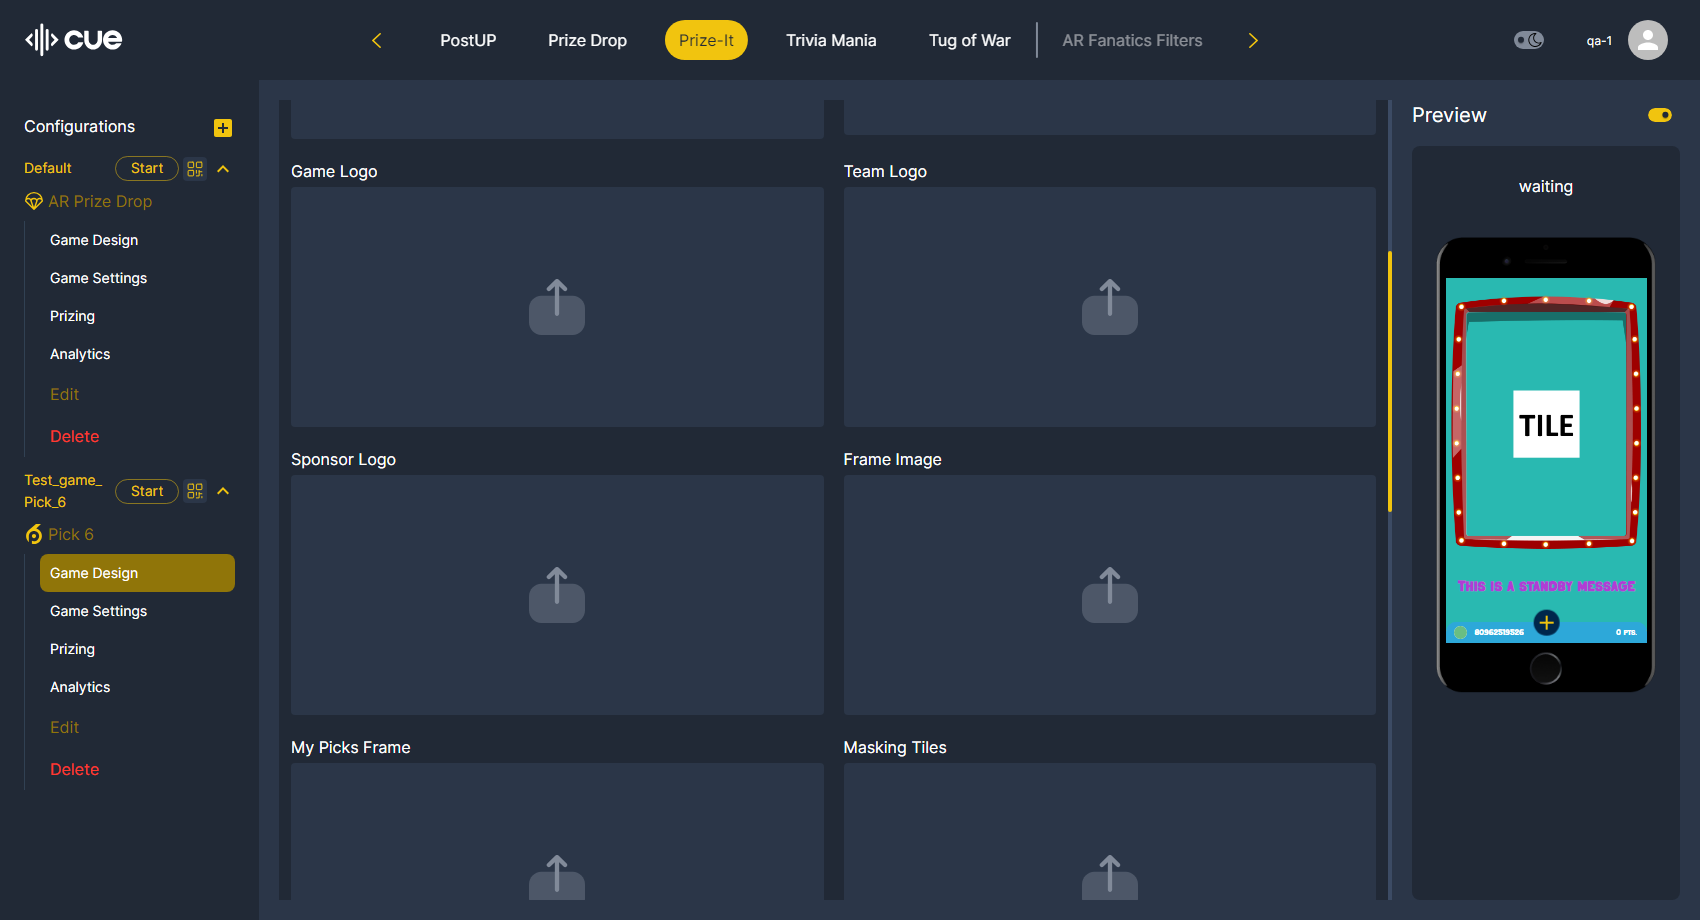 cue
PostUP
Prize Drop
Prize-It
Trivia Mania
Tug of War
AR Fanatics Filters
qa-1
Configurations
Default
Start
AR Prize Drop
Game Design
Game Settings
Prizing
Analytics
Edit
Delete
Test_game_
Pick_6
Start
Pick 6
Game Design
Game Settings
Prizing
Analytics
Edit
Delete
Game Logo
Team Logo
Sponsor Logo
Frame Image
My Picks Frame
Masking Tiles
Preview
waiting
TILE
THIS IS A STANDBY MESSAGE
80962519526
0 PTS.